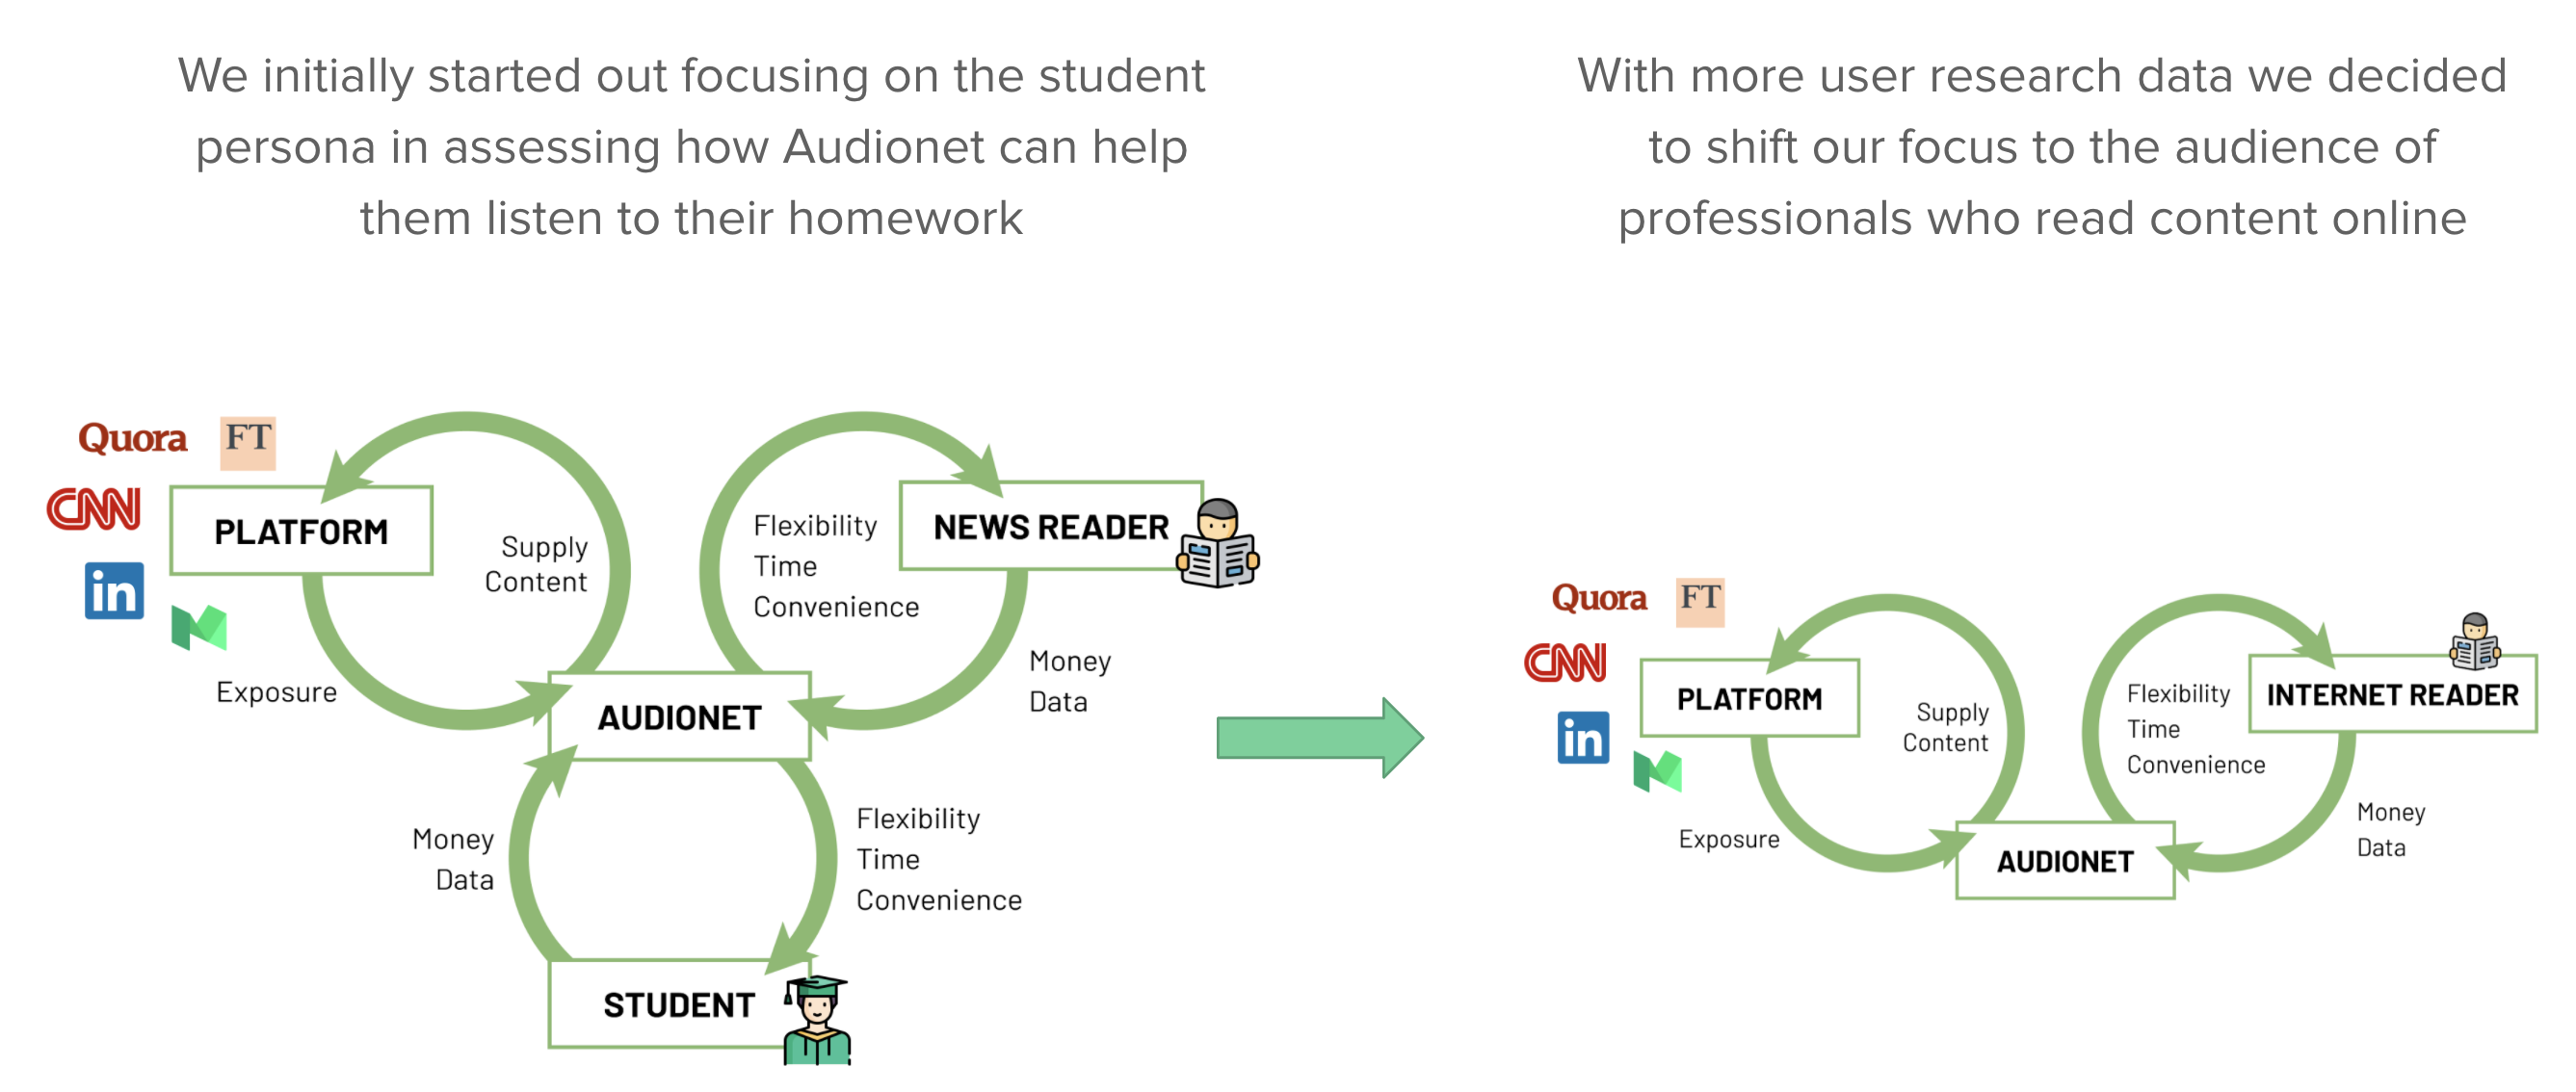 We initially started out focusing on the student
persona in assessing how Audionet can help
them listen to their homework
With more user research data we decided
to shift our focus to the audience of
professionals who read content online
Quora
FT
CNN
in
PLATFORM
Supply
Content
Exposure
Flexibility
Time
Convenience
NEWS READER
Money
Data
AUDIONET
Money
Data
Flexibility
Time
Convenience
STUDENT
Quora
FT
CNN
in
PLATFORM
Supply
Content
Exposure
Flexibility
Time
Convenience
INTERNET READER
Money
Data
AUDIONET